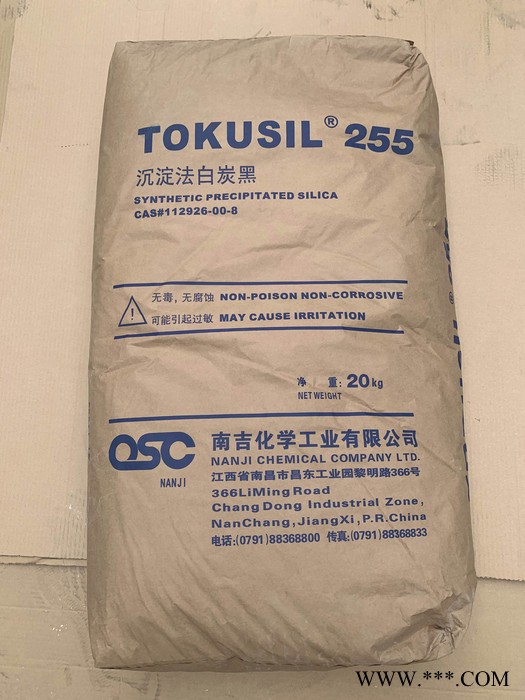 TOKUSIL® 255
沉淀法白炭黑
SYNTHETIC PRECIPITATED SILICA
CAS#112926-00-8
无毒，无腐蚀 NON-POISON NON-CORROSIVE
可能引起过敏 MAY CAUSE IRRITATION
净 重: 20kg
NET WEIGHT
QSC
NANJI
南吉化学工业有限公司
NANJI CHEMICAL COMPANY LTD.
江西省南昌市昌东工业园黎明路366号
366LiMing Road
Chang Dong Industrial Zone,
NanChang, JiangXi, P.R.China
电话:(0791)88368800 传真:(0791)88368833
WWW.***.COM